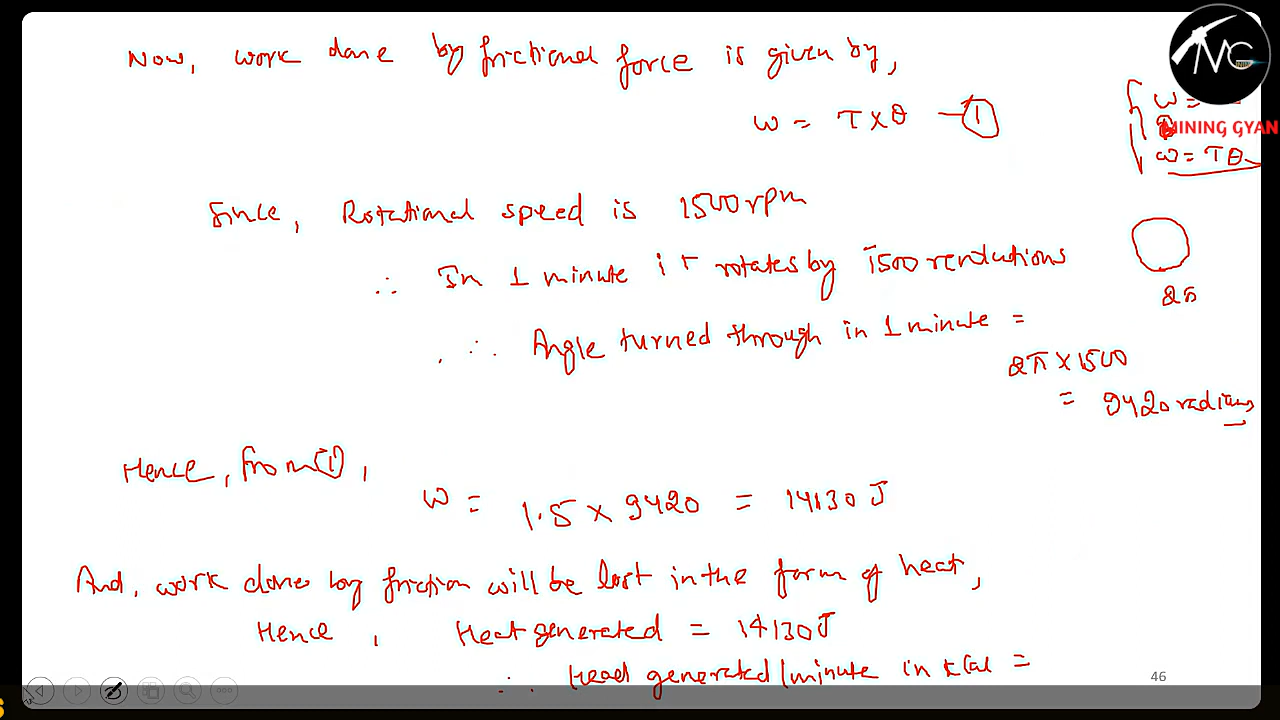 Now, work done by frictional force is given by,
W = T × θ — ①
W =
MINING GYAN
W = Tθ
Since, Rotational speed is 1500 rpm
∴ In 1 minute it rotates by 1500 revolutions
2π
∴ Angle turned through in 1 minute =
2π × 1500
= 9420 radians
Hence, from ①,
W = 1.5 × 9420 = 14130 J
And, work done by friction will be lost in the form of heat,
Hence, Heat generated = 14130 J
∴ Head generated/minute in kcal =
46